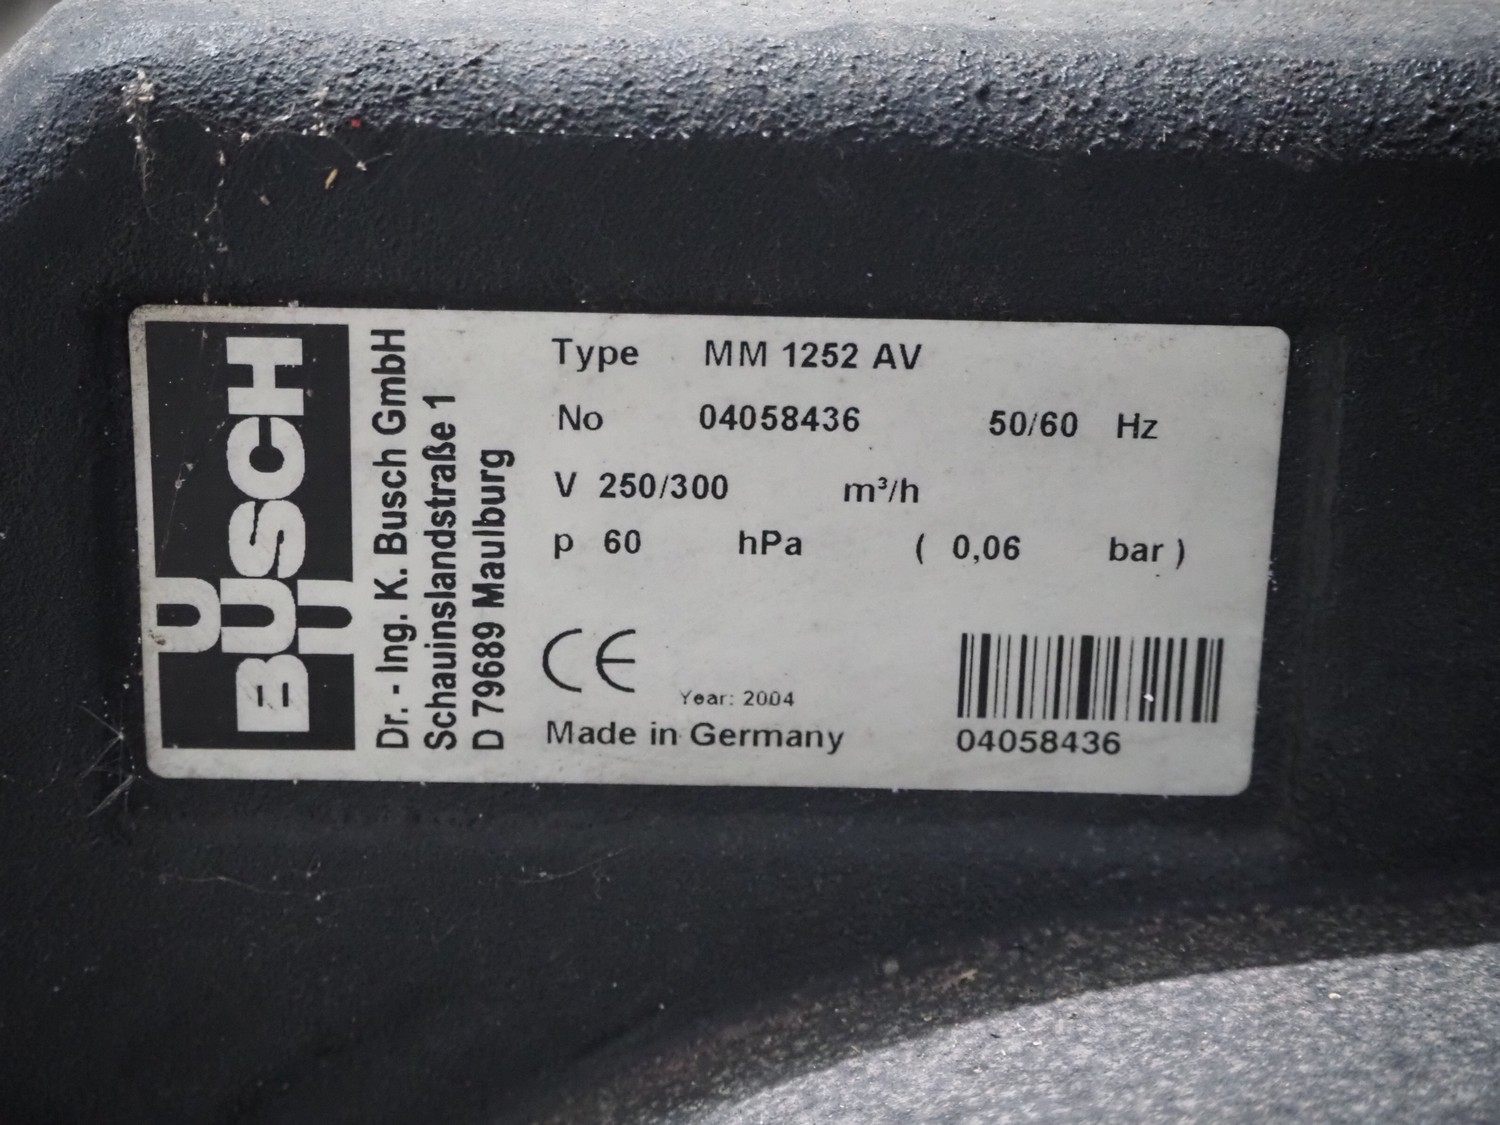 BUSCH
Dr. - Ing. K. Busch GmbH
Schauinslandstraße 1
D 79689 Maulburg
Type MM 1252 AV
No 04058436 50/60 Hz
V 250/300 m³/h
p 60 hPa ( 0,06 bar )
CE
Year: 2004
Made in Germany
04058436